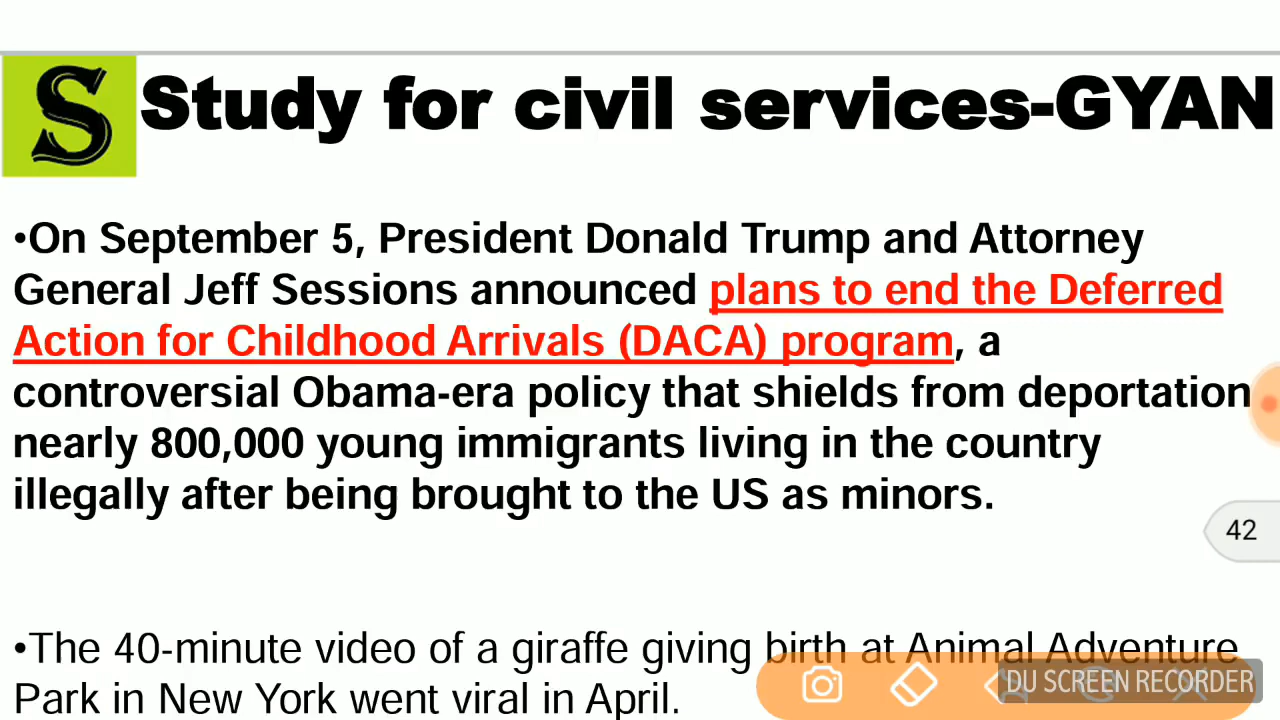 S
Study for civil services-GYAN
•On September 5, President Donald Trump and Attorney
General Jeff Sessions announced plans to end the Deferred
Action for Childhood Arrivals (DACA) program, a
controversial Obama-era policy that shields from deportation
nearly 800,000 young immigrants living in the country
illegally after being brought to the US as minors.
42
•The 40-minute video of a giraffe giving birth at Animal Adventure
Park in New York went viral in April.
DU SCREEN RECORDER